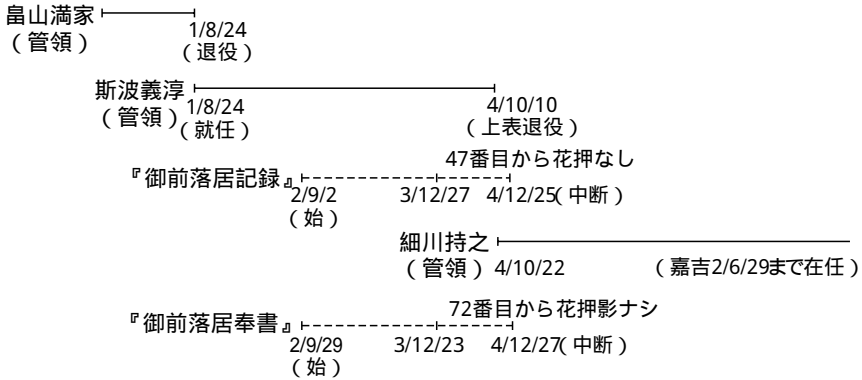 畠山満家
（管領）
1/8/24
（退役）
斯波義淳
（管領）
1/8/24
（就任）
4/10/10
（上表退役）
47番目から花押なし
『御前落居記録』
2/9/2
（始）
3/12/27
4/12/25（中断）
細川持之
（管領）
4/10/22
（嘉吉2/6/29まで在任）
72番目から花押影ナシ
『御前落居奉書』
2/9/29
（始）
3/12/23
4/12/27（中断）